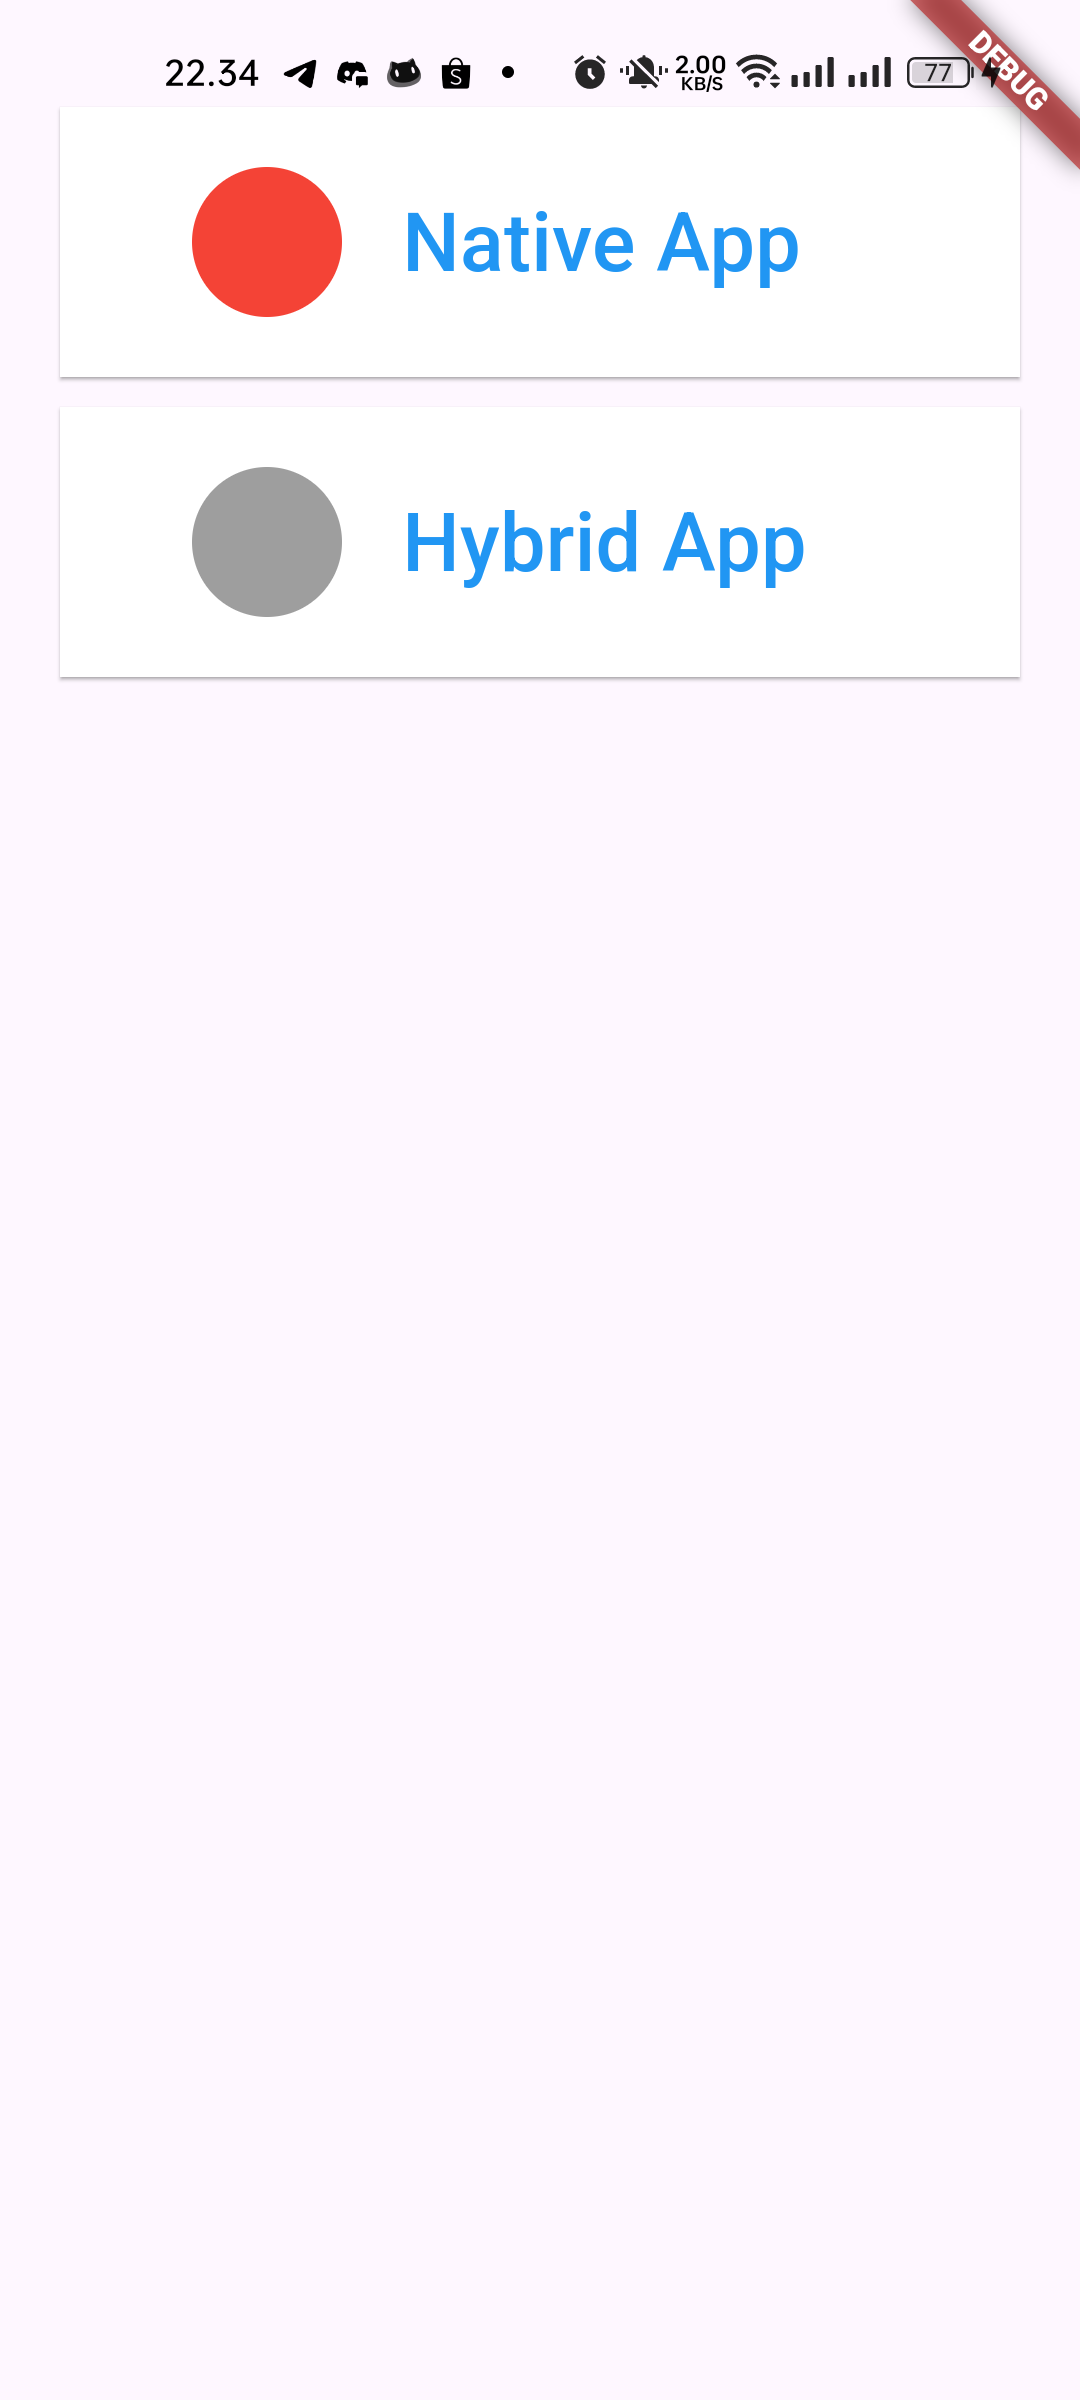 22.34 2.00 KB/S 77
DEBUG
Native App
Hybrid App